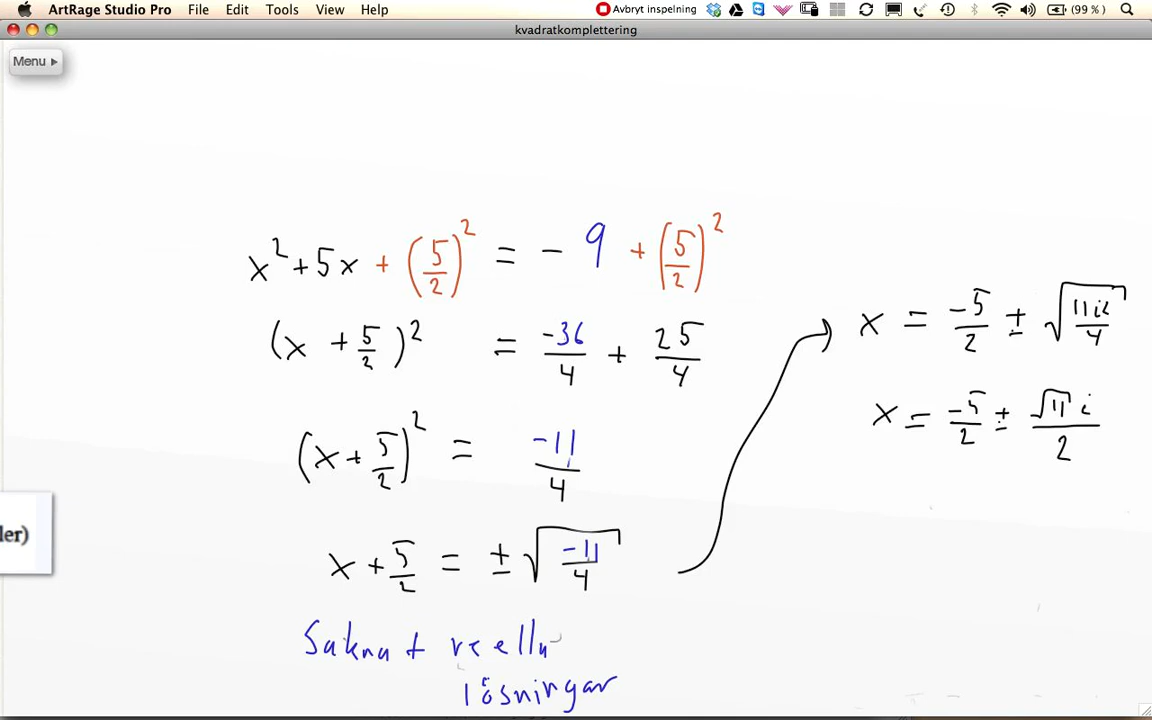 ArtRage Studio Pro File Edit Tools View Help Avbryt inspelning (99 %)
kvadratkomplettering
Menu
x² + 5x + (5/2)² = - 9 + (5/2)²
(x + 5/2)² = -36/4 + 25/4
(x + 5/2)² = -11/4
x + 5/2 = ± √(-11/4)
Saknat reella
lösningar
x = -5/2 ± √(11i²/4)
x = -5/2 ± √11 i/2
ler)